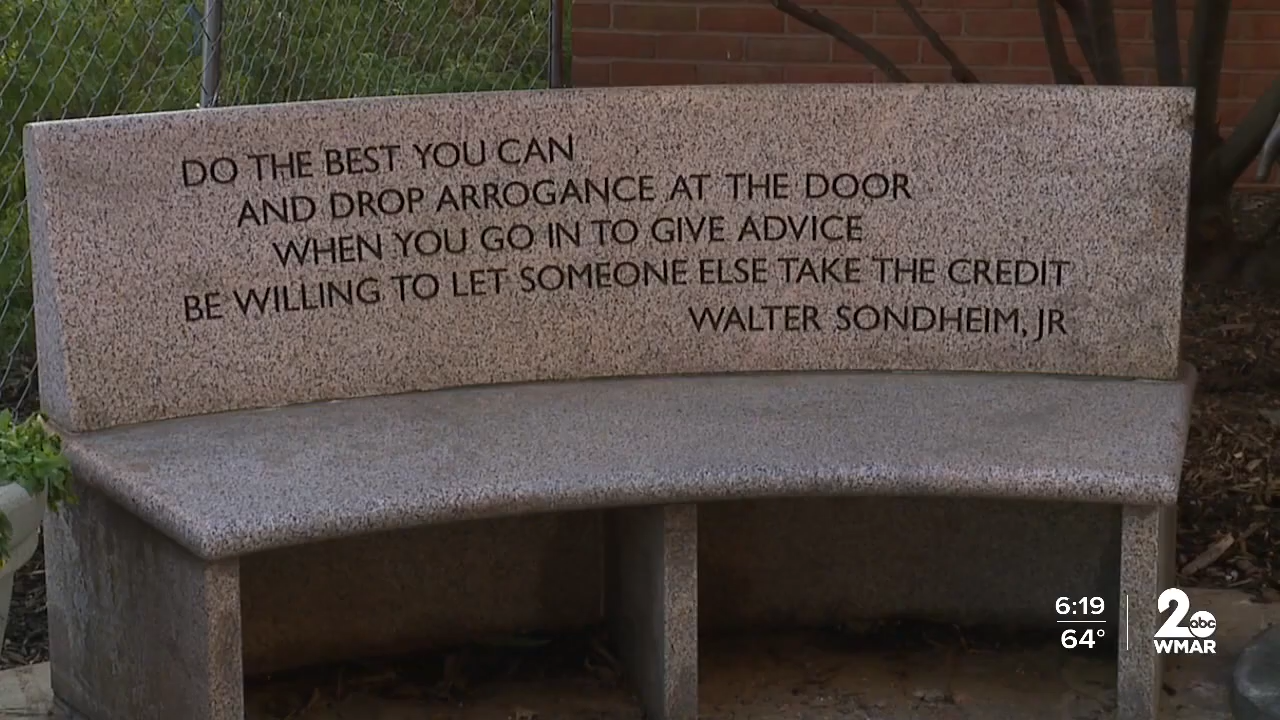 DO THE BEST YOU CAN
AND DROP ARROGANCE AT THE DOOR
WHEN YOU GO IN TO GIVE ADVICE
BE WILLING TO LET SOMEONE ELSE TAKE THE CREDIT
WALTER SONDHEIM, JR
6:19
64°
2 abc
WMAR